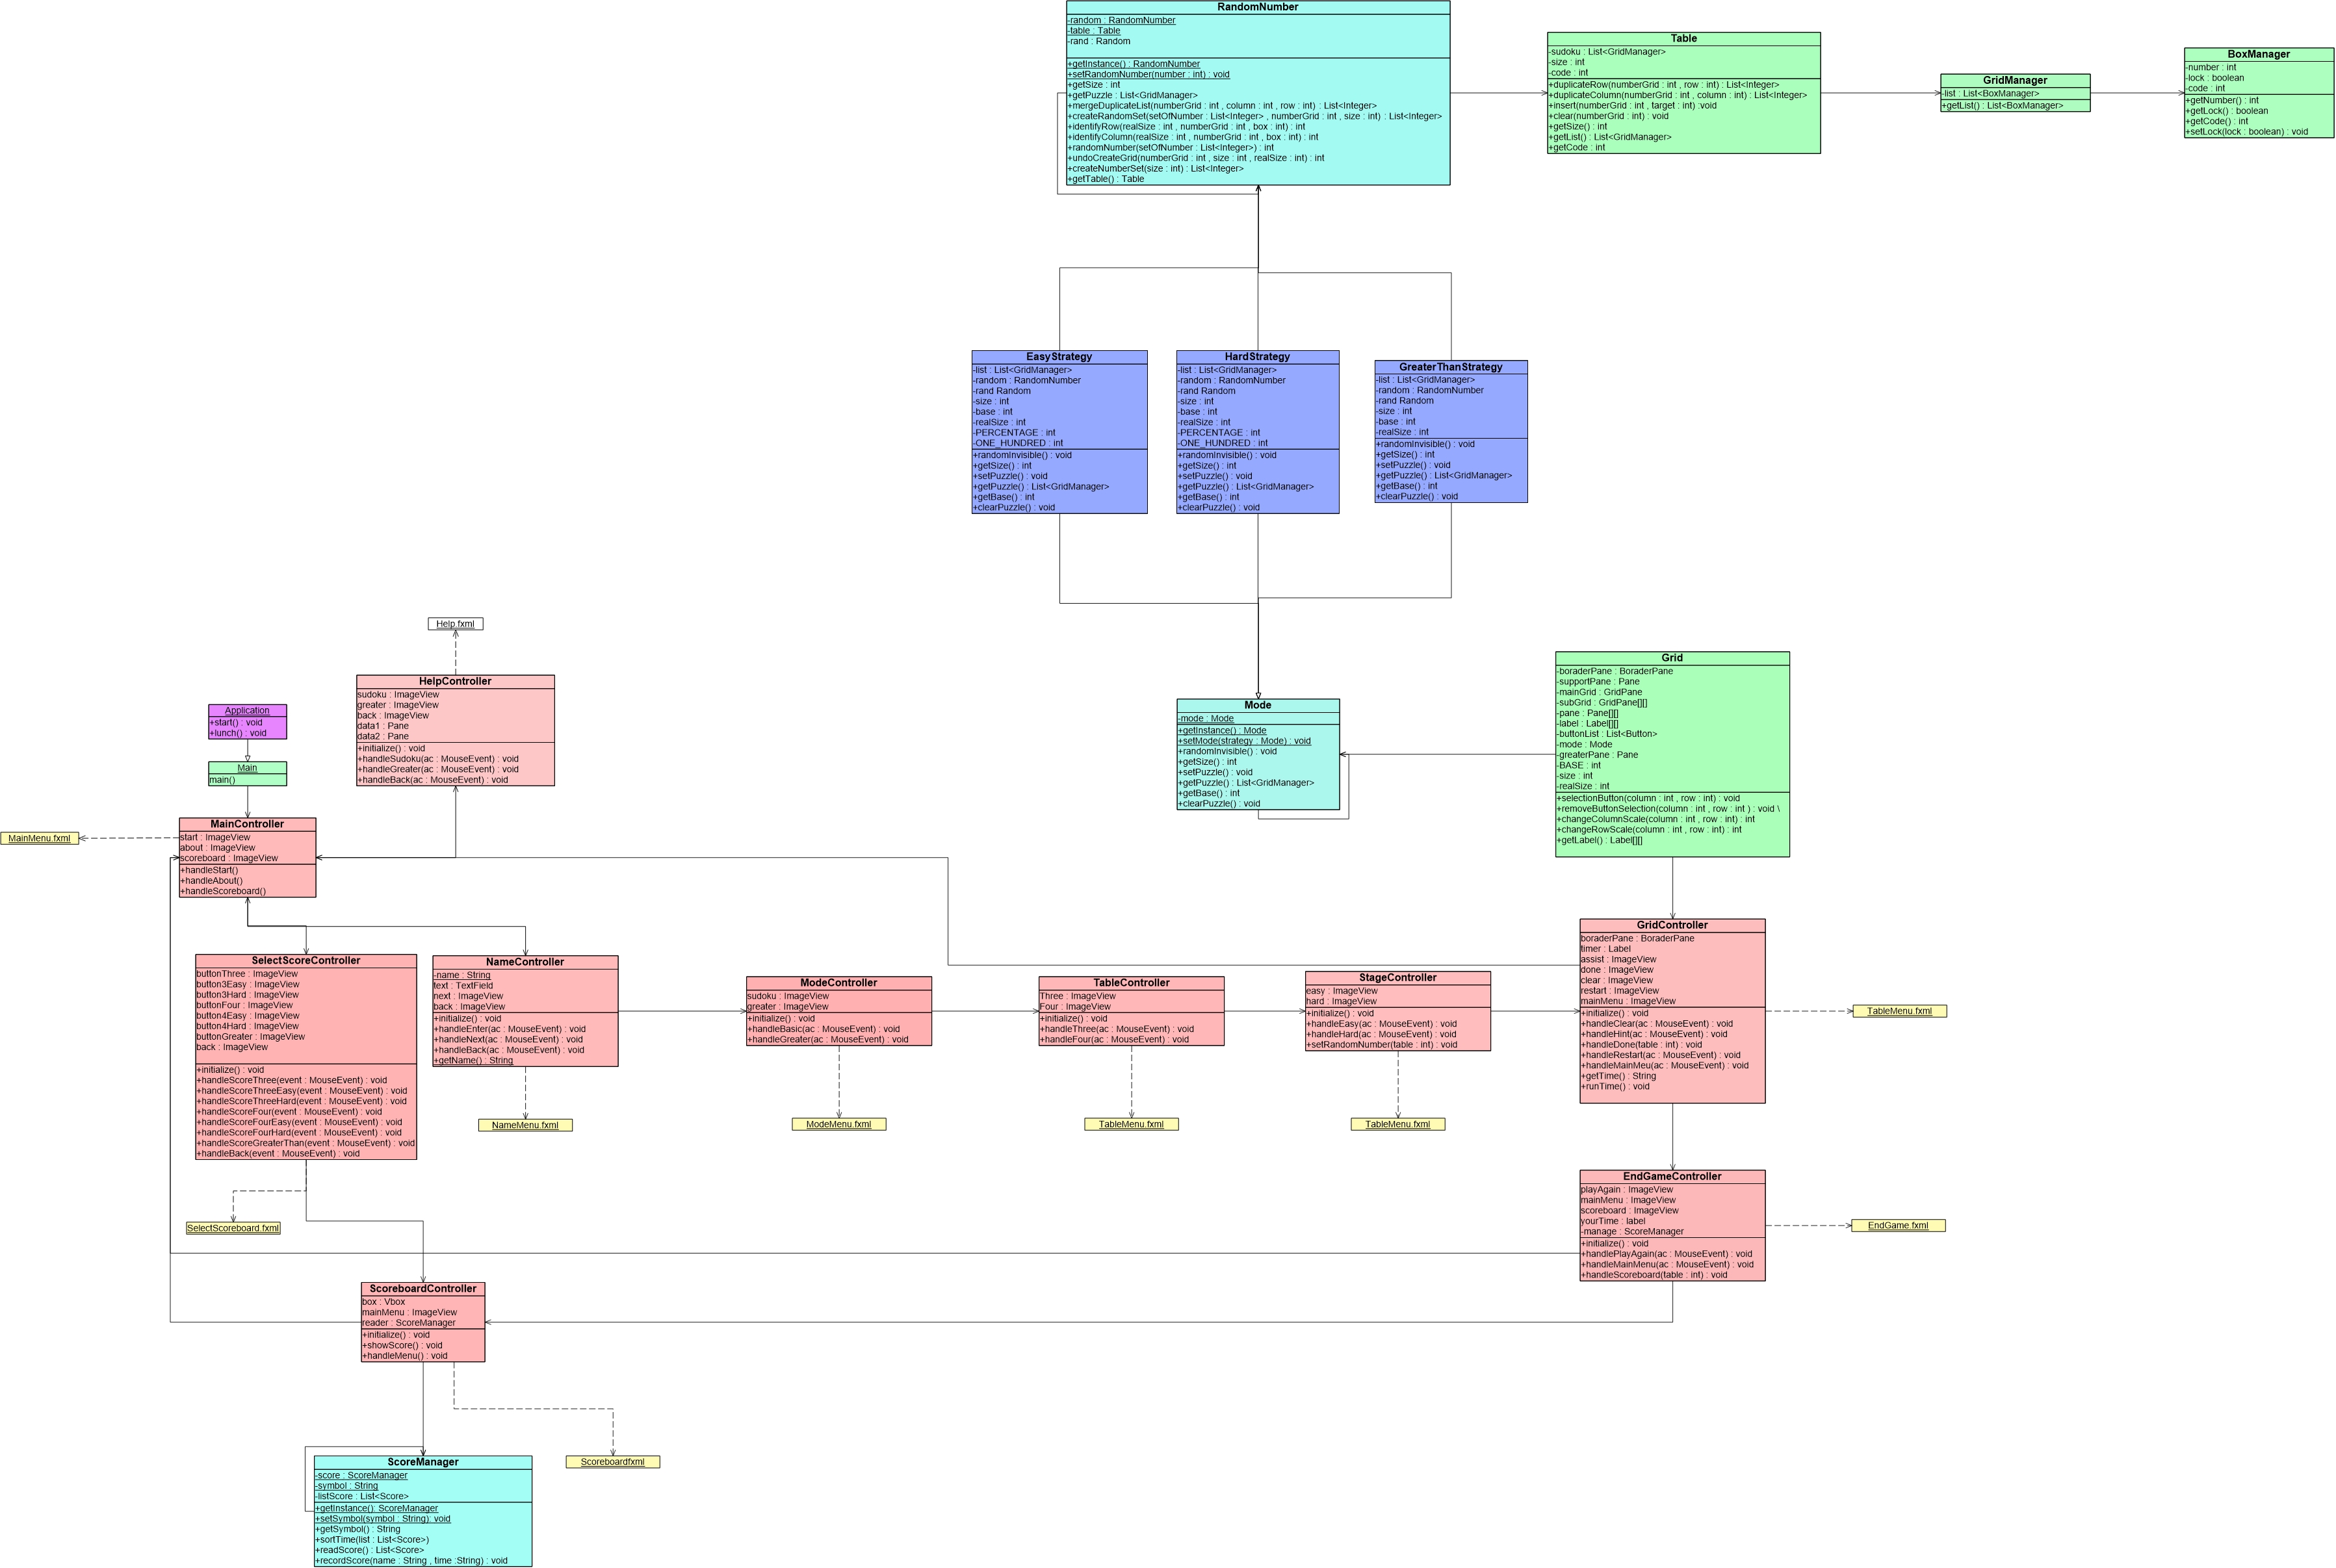 RandomNumber
-random : RandomNumber
-table : Table
-rand : Random
+getInstance() : RandomNumber
+setRandomNumber(number : int) : void
+getSize : int
+getPuzzle : List<GridManager>
+mergeDuplicateList(numberGrid : int , column : int , row : int) : List<Integer>
+createRandomSet(setOfNumber : List<Integer> , numberGrid : int , size : int) : List<Integer>
+identifyRow(realSize : int , numberGrid : int , box : int) : int
+identifyColumn(realSize : int , numberGrid : int , box : int) : int
+randomNumber(setOfNumber : List<Integer>) : int
+undoCreateGrid(numberGrid : int , size : int , realSize : int) : int
+createNumberSet(size : int) : List<Integer>
+getTable() : Table
Table
-sudoku : List<GridManager>
-size : int
-code : int
+duplicateRow(numberGrid : int , row : int) : List<Integer>
+duplicateColumn(numberGrid : int , column : int) : List<Integer>
+insert(numberGrid : int , target : int) :void
+clear(numberGrid : int) : void
+getSize() : int
+getList() : List<GridManager>
+getCode : int
GridManager
-list : List<BoxManager>
+getList() : List<BoxManager>
BoxManager
-number : int
-lock : boolean
-code : int
+getNumber() : int
+getLock() : boolean
+getCode() : int
+setLock(lock : boolean) : void
EasyStrategy
-list : List<GridManager>
-random : RandomNumber
-rand Random
-size : int
-base : int
-realSize : int
-PERCENTAGE : int
-ONE_HUNDRED : int
+randomInvisible() : void
+getSize() : int
+setPuzzle() : void
+getPuzzle() : List<GridManager>
+getBase() : int
+clearPuzzle() : void
HardStrategy
-list : List<GridManager>
-random : RandomNumber
-rand Random
-size : int
-base : int
-realSize : int
-PERCENTAGE : int
-ONE_HUNDRED : int
+randomInvisible() : void
+getSize() : int
+setPuzzle() : void
+getPuzzle() : List<GridManager>
+getBase() : int
+clearPuzzle() : void
GreaterThanStrategy
-list : List<GridManager>
-random : RandomNumber
-rand Random
-size : int
-base : int
-realSize : int
+randomInvisible() : void
+getSize() : int
+setPuzzle() : void
+getPuzzle() : List<GridManager>
+getBase() : int
+clearPuzzle() : void
Help.fxml
HelpController
sudoku : ImageView
greater : ImageView
back : ImageView
data1 : Pane
data2 : Pane
+initialize() : void
+handleSudoku(ac : MouseEvent) : void
+handleGreater(ac : MouseEvent) : void
+handleBack(ac : MouseEvent) : void
Application
+start() : void
+lunch() : void
Main
main()
Mode
-mode : Mode
+getInstance() : Mode
+setMode(strategy : Mode) : void
+randomInvisible() : void
+getSize() : int
+setPuzzle() : void
+getPuzzle() : List<GridManager>
+getBase() : int
+clearPuzzle() : void
Grid
-boraderPane : BoraderPane
-supportPane : Pane
-mainGrid : GridPane
-subGrid : GridPane[][]
-pane : Pane[][]
-label : Label[][]
-buttonList : List<Button>
-mode : Mode
-greaterPane : Pane
-BASE : int
-size : int
-realSize : int
+selectionButton(column : int , row : int) : void
+removeButtonSelection(column : int , row : int ) : void \
+changeColumnScale(column : int , row : int) : int
+changeRowScale(column : int , row : int) : int
+getLabel() : Label[][]
MainMenu.fxml
MainController
start : ImageView
about : ImageView
scoreboard : ImageView
+handleStart()
+handleAbout()
+handleScoreboard()
SelectScoreController
buttonThree : ImageView
button3Easy : ImageView
button3Hard : ImageView
buttonFour : ImageView
button4Easy : ImageView
button4Hard : ImageView
buttonGreater : ImageView
back : ImageView
+initialize() : void
+handleScoreThree(event : MouseEvent) : void
+handleScoreThreeEasy(event : MouseEvent) : void
+handleScoreThreeHard(event : MouseEvent) : void
+handleScoreFour(event : MouseEvent) : void
+handleScoreFourEasy(event : MouseEvent) : void
+handleScoreFourHard(event : MouseEvent) : void
+handleScoreGreaterThan(event : MouseEvent) : void
+handleBack(event : MouseEvent) : void
NameController
-name : String
text : TextField
next : ImageView
back : ImageView
+initialize() : void
+handleEnter(ac : MouseEvent) : void
+handleNext(ac : MouseEvent) : void
+handleBack(ac : MouseEvent) : void
+getName() : String
ModeController
sudoku : ImageView
greater : ImageView
+initialize() : void
+handleBasic(ac : MouseEvent) : void
+handleGreater(ac : MouseEvent) : void
TableController
Three : ImageView
Four : ImageView
+initialize() : void
+handleThree(ac : MouseEvent) : void
+handleFour(ac : MouseEvent) : void
StageController
easy : ImageView
hard : ImageView
+initialize() : void
+handleEasy(ac : MouseEvent) : void
+handleHard(ac : MouseEvent) : void
+setRandomNumber(table : int) : void
GridController
boraderPane : BoraderPane
timer : Label
assist : ImageView
done : ImageView
clear : ImageView
restart : ImageView
mainMenu : ImageView
+initialize() : void
+handleClear(ac : MouseEvent) : void
+handleHint(ac : MouseEvent) : void
+handleDone(table : int) : void
+handleRestart(ac : MouseEvent) : void
+handleMainMeu(ac : MouseEvent) : void
+getTime() : String
+runTime() : void
TableMenu.fxml
NameMenu.fxml
ModeMenu.fxml
TableMenu.fxml
TableMenu.fxml
SelectScoreboard.fxml
EndGameController
playAgain : ImageView
mainMenu : ImageView
scoreboard : ImageView
yourTime : label
-manage : ScoreManager
+initialize() : void
+handlePlayAgain(ac : MouseEvent) : void
+handleMainMenu(ac : MouseEvent) : void
+handleScoreboard(table : int) : void
EndGame.fxml
ScoreboardController
box : Vbox
mainMenu : ImageView
reader : ScoreManager
+initialize() : void
+showScore() : void
+handleMenu() : void
Scoreboardfxml
ScoreManager
-score : ScoreManager
-symbol : String
-listScore : List<Score>
+getInstance(): ScoreManager
+setSymbol(symbol : String): void
+getSymbol() : String
+sortTime(list : List<Score>)
+readScore() : List<Score>
+recordScore(name : String , time :String) : void